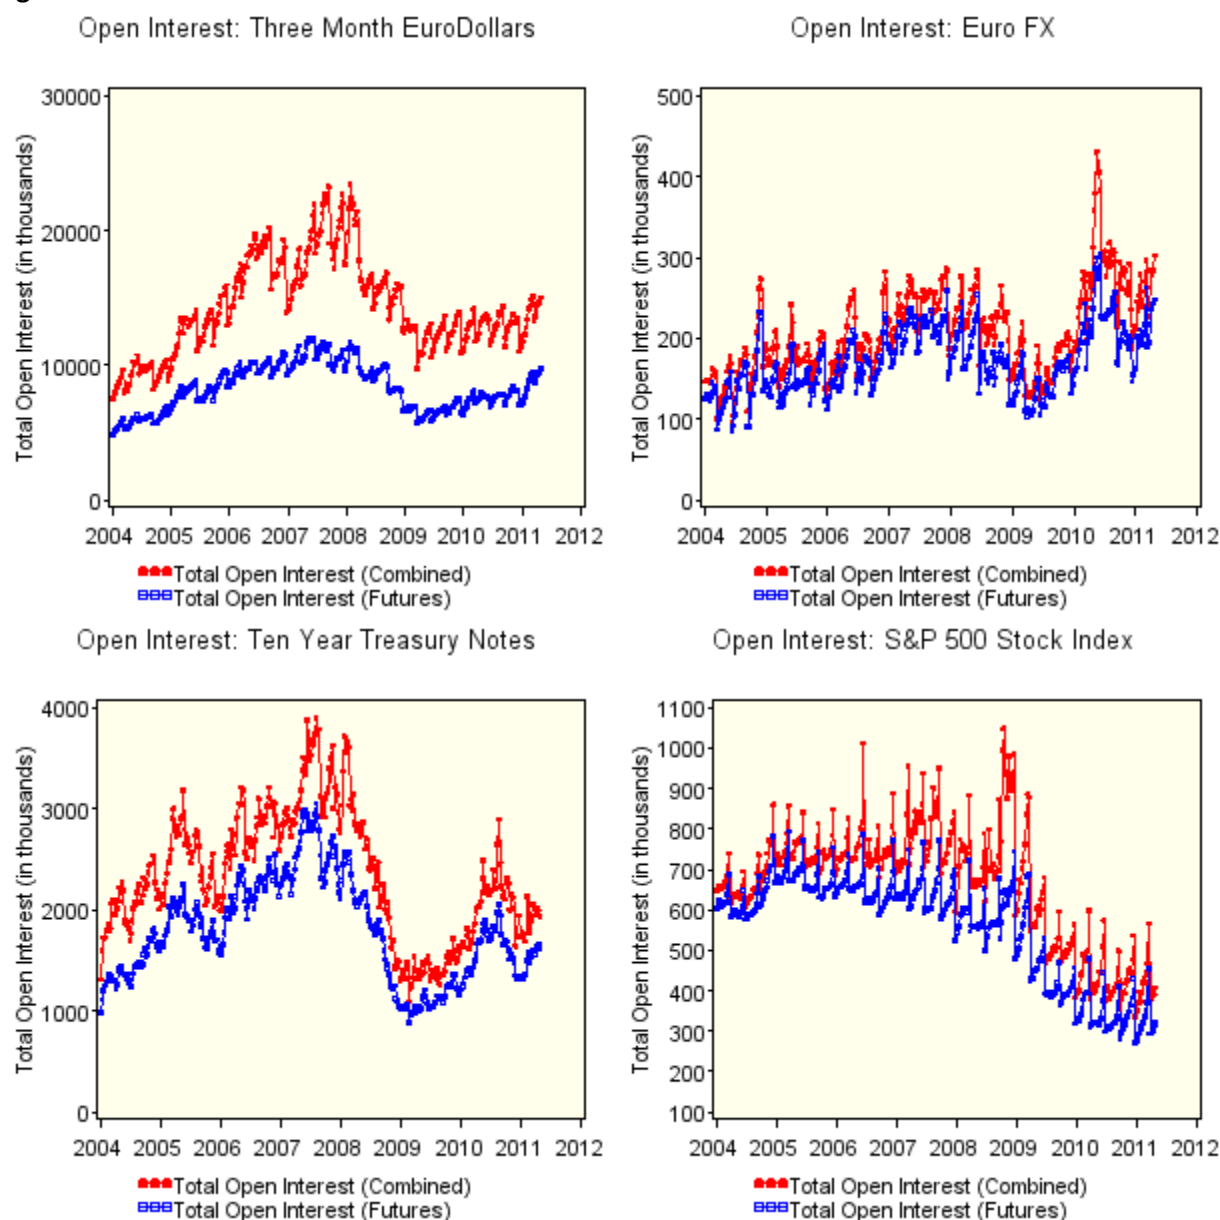 Open Interest: Three Month EuroDollars
Total Open Interest (in thousands)
30000
20000
10000
0
2004 2005 2006 2007 2008 2009 2010 2011 2012
Total Open Interest (Combined)
Total Open Interest (Futures)
Open Interest: Euro FX
Total Open Interest (in thousands)
500
400
300
200
100
0
2004 2005 2006 2007 2008 2009 2010 2011 2012
Total Open Interest (Combined)
Total Open Interest (Futures)
Open Interest: Ten Year Treasury Notes
Total Open Interest (in thousands)
4000
3000
2000
1000
0
2004 2005 2006 2007 2008 2009 2010 2011 2012
Total Open Interest (Combined)
Total Open Interest (Futures)
Open Interest: S&P 500 Stock Index
Total Open Interest (in thousands)
1100
1000
900
800
700
600
500
400
300
200
100
2004 2005 2006 2007 2008 2009 2010 2011 2012
Total Open Interest (Combined)
Total Open Interest (Futures)